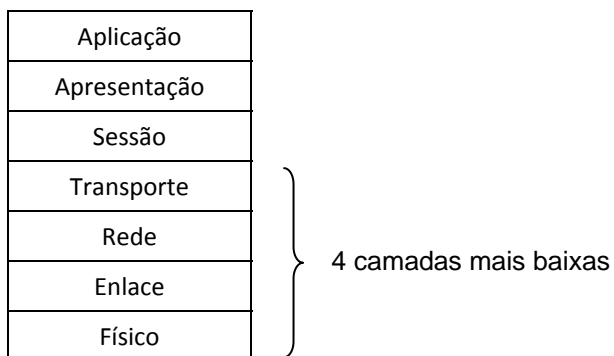 Aplicação
Apresentação
Sessão
Transporte
Rede
4 camadas mais baixas
Enlace
Físico